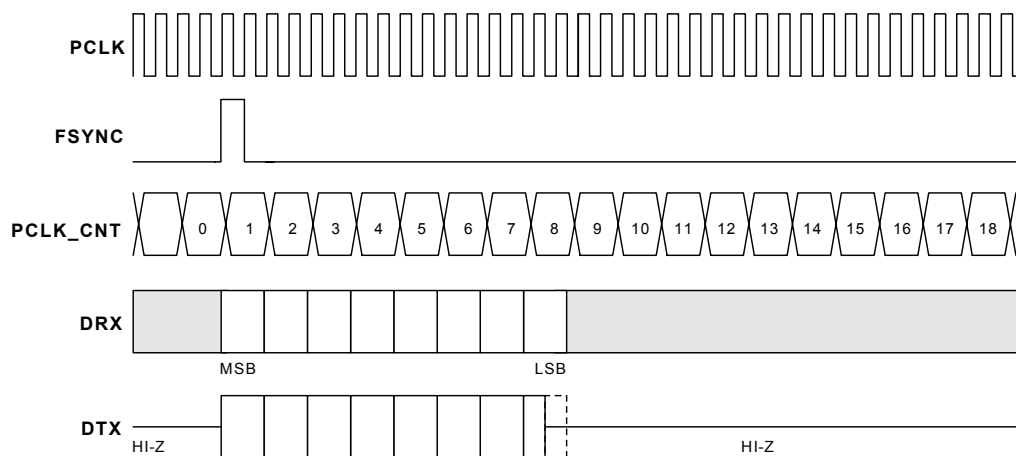 PCLK
FSYNC
PCLK_CNT 0 1 2 3 4 5 6 7 8 9 10 11 12 13 14 15 16 17 18
DRX
MSB LSB
DTX
HI-Z HI-Z